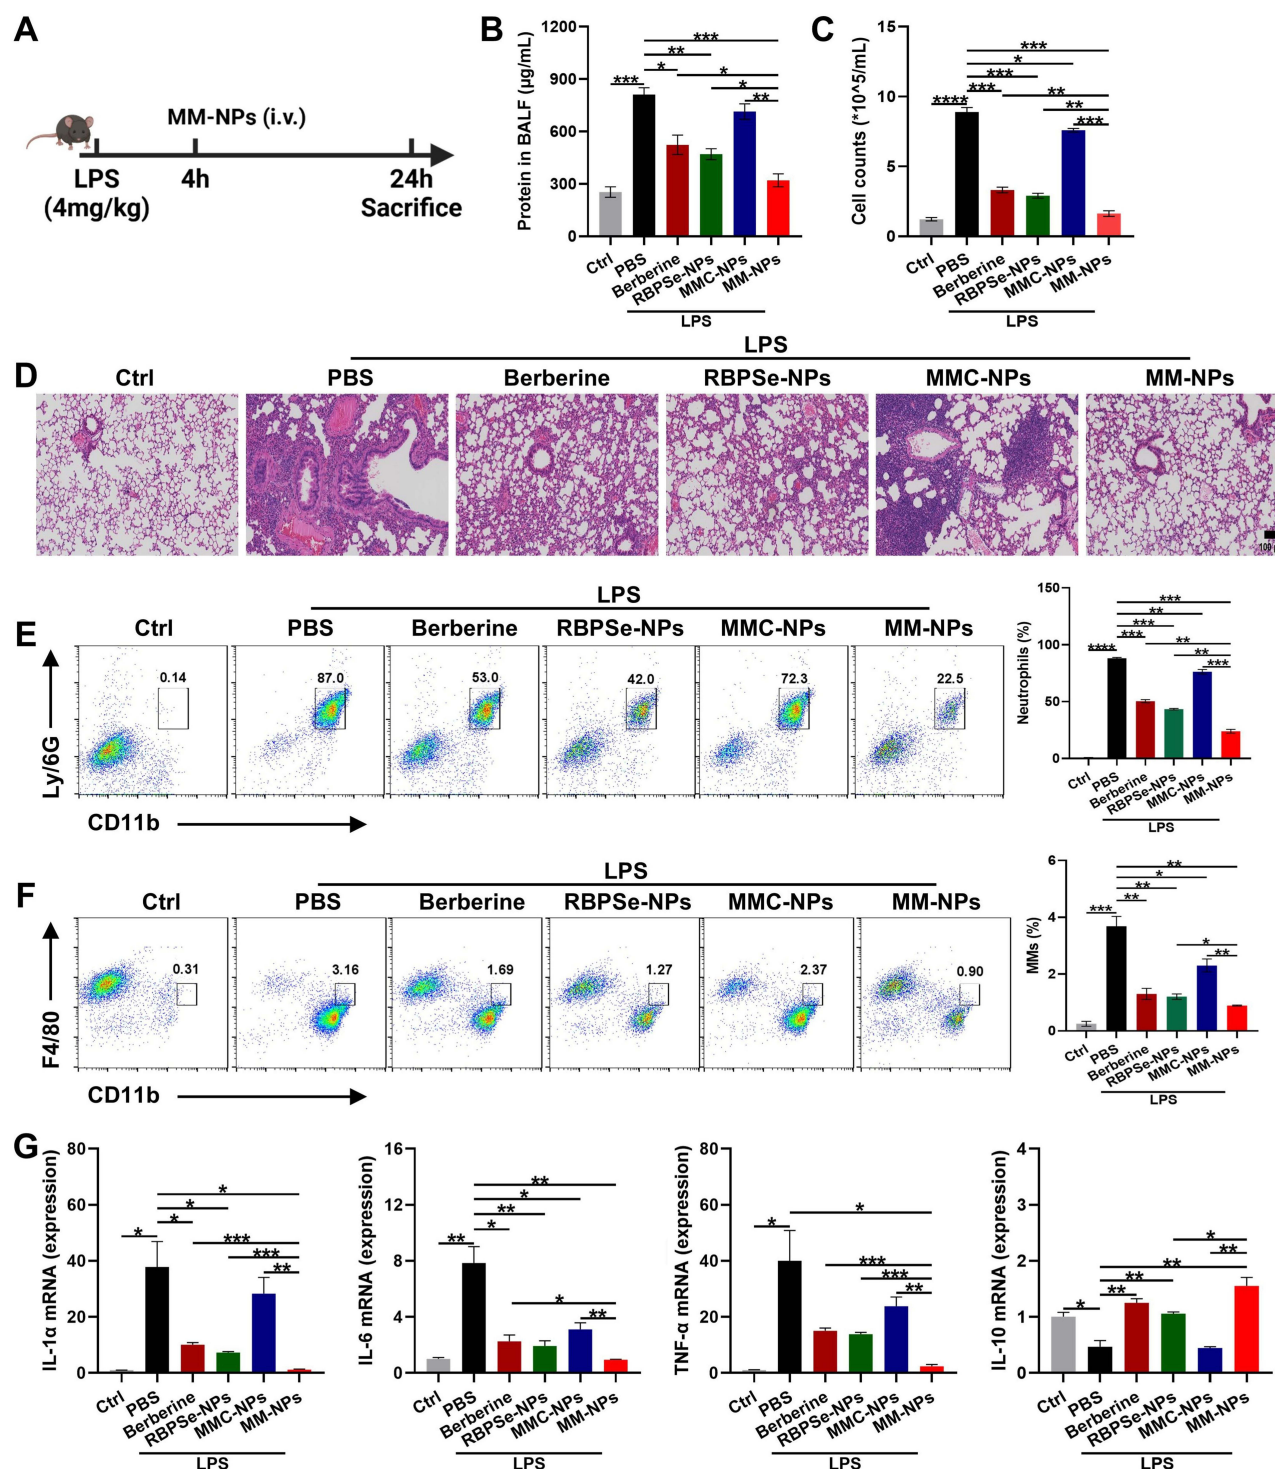 A
MM-NPs (i.v.)
LPS
(4mg/kg)
4h
24h
Sacrifice
B
Protein in BALF (μg/mL)
1200
900
600
300
0
***
**
*
*
***
*
**
Ctrl
PBS
Berberine
RBPSe-NPs
MMC-NPs
MM-NPs
LPS
C
Cell counts (*10^5/mL)
15
10
5
0
***
*
***
***
**
****
**
***
Ctrl
PBS
Berberine
RBPSe-NPs
MMC-NPs
MM-NPs
LPS
D
LPS
Ctrl
PBS
Berberine
RBPSe-NPs
MMC-NPs
MM-NPs
100
E
LPS
Ctrl
PBS
Berberine
RBPSe-NPs
MMC-NPs
MM-NPs
0.14
87.0
53.0
42.0
72.3
22.5
Ly/6G
CD11b
Neutrophils (%)
150
100
50
0
***
**
***
***
**
****
**
***
Ctrl
PBS
Berberine
RBPSe-NPs
MMC-NPs
MM-NPs
LPS
F
LPS
Ctrl
PBS
Berberine
RBPSe-NPs
MMC-NPs
MM-NPs
0.31
3.16
1.69
1.27
2.37
0.90
F4/80
CD11b
MMs (%)
6
4
2
0
**
*
**
**
***
*
**
Ctrl
PBS
Berberine
RBPSe-NPs
MMC-NPs
MM-NPs
LPS
G
IL-1α mRNA (expression)
80
60
40
20
0
*
*
*
*
***
***
**
Ctrl
PBS
Berberine
RBPSe-NPs
MMC-NPs
MM-NPs
LPS
IL-6 mRNA (expression)
16
12
8
4
0
**
*
**
*
**
*
**
Ctrl
PBS
Berberine
RBPSe-NPs
MMC-NPs
MM-NPs
LPS
TNF-α mRNA (expression)
80
60
40
20
0
*
*
***
***
**
Ctrl
PBS
Berberine
RBPSe-NPs
MMC-NPs
MM-NPs
LPS
IL-10 mRNA (expression)
4
3
2
1
0
*
**
**
**
**
*
Ctrl
PBS
Berberine
RBPSe-NPs
MMC-NPs
MM-NPs
LPS